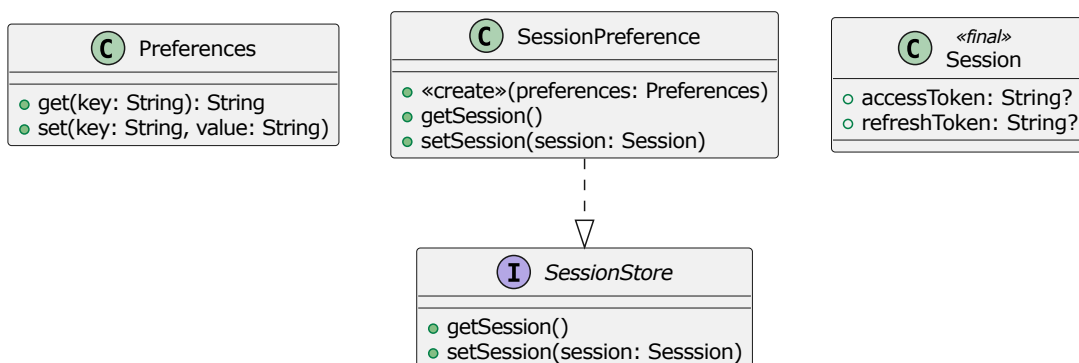 C Preferences
+ get(key: String): String
+ set(key: String, value: String)
C SessionPreference
+ «create»(preferences: Preferences)
+ getSession()
+ setSession(session: Session)
C «final»
Session
+ accessToken: String?
+ refreshToken: String?
I SessionStore
+ getSession()
+ setSession(session: Sesssion)